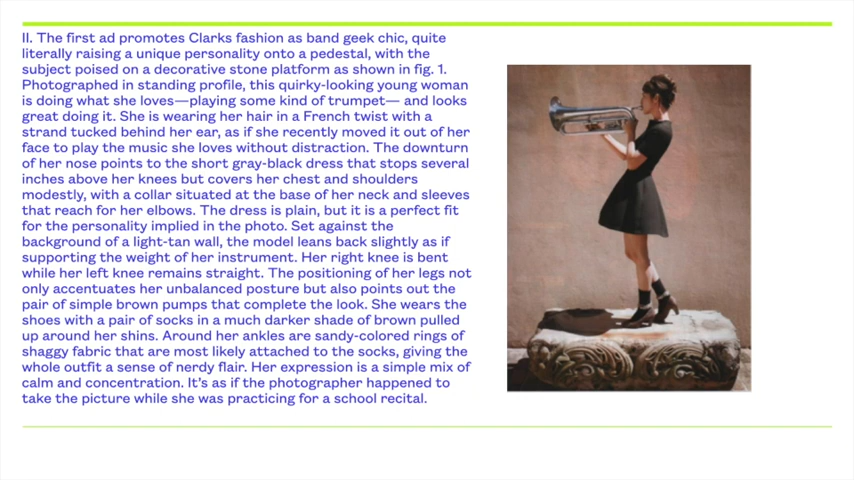 II. The first ad promotes Clarks fashion as band geek chic, quite
literally raising a unique personality onto a pedestal, with the
subject poised on a decorative stone platform as shown in fig. 1.
Photographed in standing profile, this quirky-looking young woman
is doing what she loves—playing some kind of trumpet— and looks
great doing it. She is wearing her hair in a French twist with a
strand tucked behind her ear, as if she recently moved it out of her
face to play the music she loves without distraction. The downturn
of her nose points to the short gray-black dress that stops several
inches above her knees but covers her chest and shoulders
modestly, with a collar situated at the base of her neck and sleeves
that reach for her elbows. The dress is plain, but it is a perfect fit
for the personality implied in the photo. Set against the
background of a light-tan wall, the model leans back slightly as if
supporting the weight of her instrument. Her right knee is bent
while her left knee remains straight. The positioning of her legs not
only accentuates her unbalanced posture but also points out the
pair of simple brown pumps that complete the look. She wears the
shoes with a pair of socks in a much darker shade of brown pulled
up around her shins. Around her ankles are sandy-colored rings of
shaggy fabric that are most likely attached to the socks, giving the
whole outfit a sense of nerdy flair. Her expression is a simple mix of
calm and concentration. It's as if the photographer happened to
take the picture while she was practicing for a school recital.